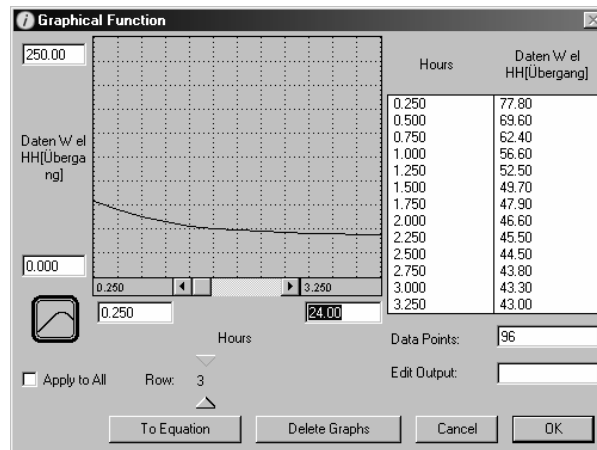 Graphical Function
250.00
Daten W el
HH[Überga
ng]
0.000
0.250
3.250
0.250
24.00
Hours
Apply to All
Row: 3
Hours Daten W el
HH[Übergang]
0.250 77.80
0.500 69.60
0.750 62.40
1.000 56.60
1.250 52.50
1.500 49.70
1.750 47.90
2.000 46.60
2.250 45.50
2.500 44.50
2.750 43.80
3.000 43.30
3.250 43.00
Data Points: 96
Edit Output:
To Equation
Delete Graphs
Cancel
OK